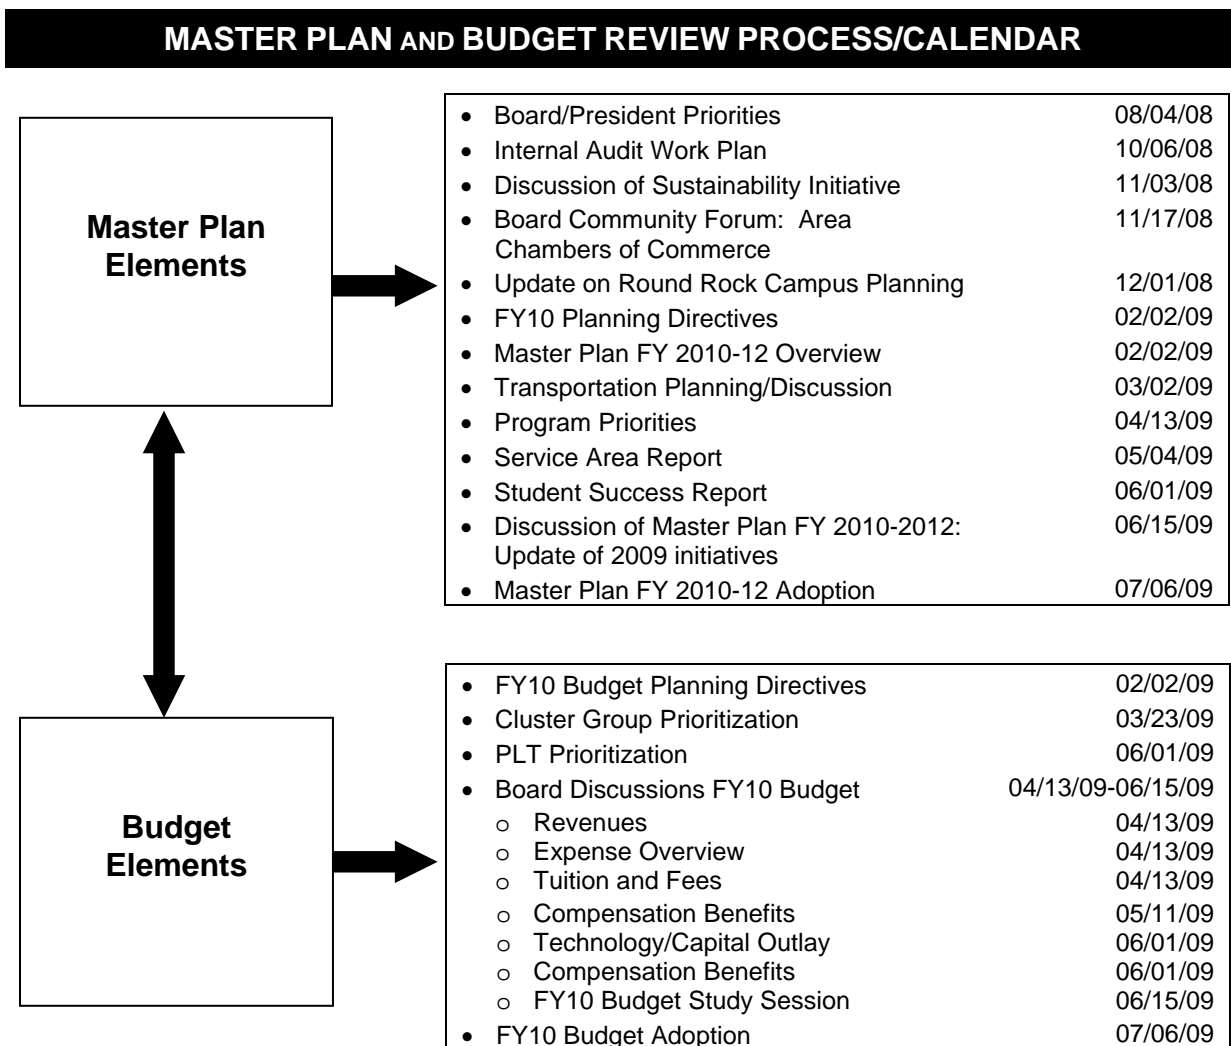 MASTER PLAN AND BUDGET REVIEW PROCESS/CALENDAR
Master Plan
Elements
• Board/President Priorities 08/04/08
• Internal Audit Work Plan 10/06/08
• Discussion of Sustainability Initiative 11/03/08
• Board Community Forum: Area 11/17/08
Chambers of Commerce
• Update on Round Rock Campus Planning 12/01/08
• FY10 Planning Directives 02/02/09
• Master Plan FY 2010-12 Overview 02/02/09
• Transportation Planning/Discussion 03/02/09
• Program Priorities 04/13/09
• Service Area Report 05/04/09
• Student Success Report 06/01/09
• Discussion of Master Plan FY 2010-2012: 06/15/09
Update of 2009 initiatives
• Master Plan FY 2010-12 Adoption 07/06/09
Budget
Elements
• FY10 Budget Planning Directives 02/02/09
• Cluster Group Prioritization 03/23/09
• PLT Prioritization 06/01/09
• Board Discussions FY10 Budget 04/13/09-06/15/09
o Revenues 04/13/09
o Expense Overview 04/13/09
o Tuition and Fees 04/13/09
o Compensation Benefits 05/11/09
o Technology/Capital Outlay 06/01/09
o Compensation Benefits 06/01/09
o FY10 Budget Study Session 06/15/09
• FY10 Budget Adoption 07/06/09